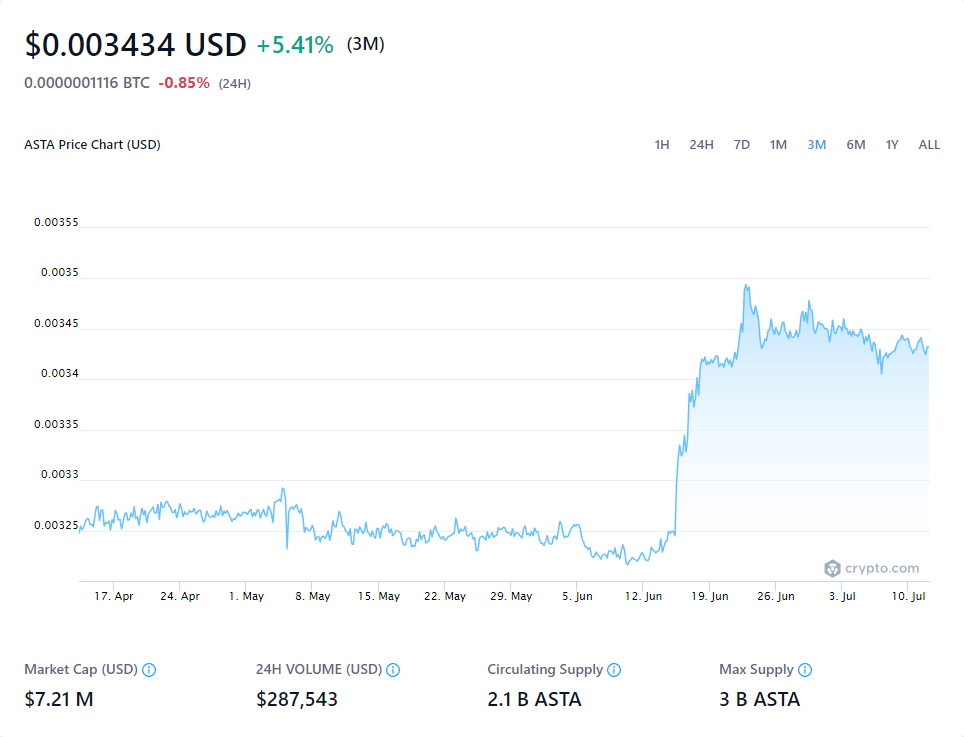 $0.003434 USD +5.41% (3M)
0.0000001116 BTC -0.85% (24H)
ASTA Price Chart (USD) 1H 24H 7D 1M 3M 6M 1Y ALL
0.00355
0.0035
0.00345
0.0034
0.00335
0.0033
0.00325
crypto.com
17. Apr 24. Apr 1. May 8. May 15. May 22. May 29. May 5. Jun 12. Jun 19. Jun 26. Jun 3. Jul 10. Jul
Market Cap (USD) 24H VOLUME (USD) Circulating Supply Max Supply
$7.21 M $287,543 2.1 B ASTA 3 B ASTA